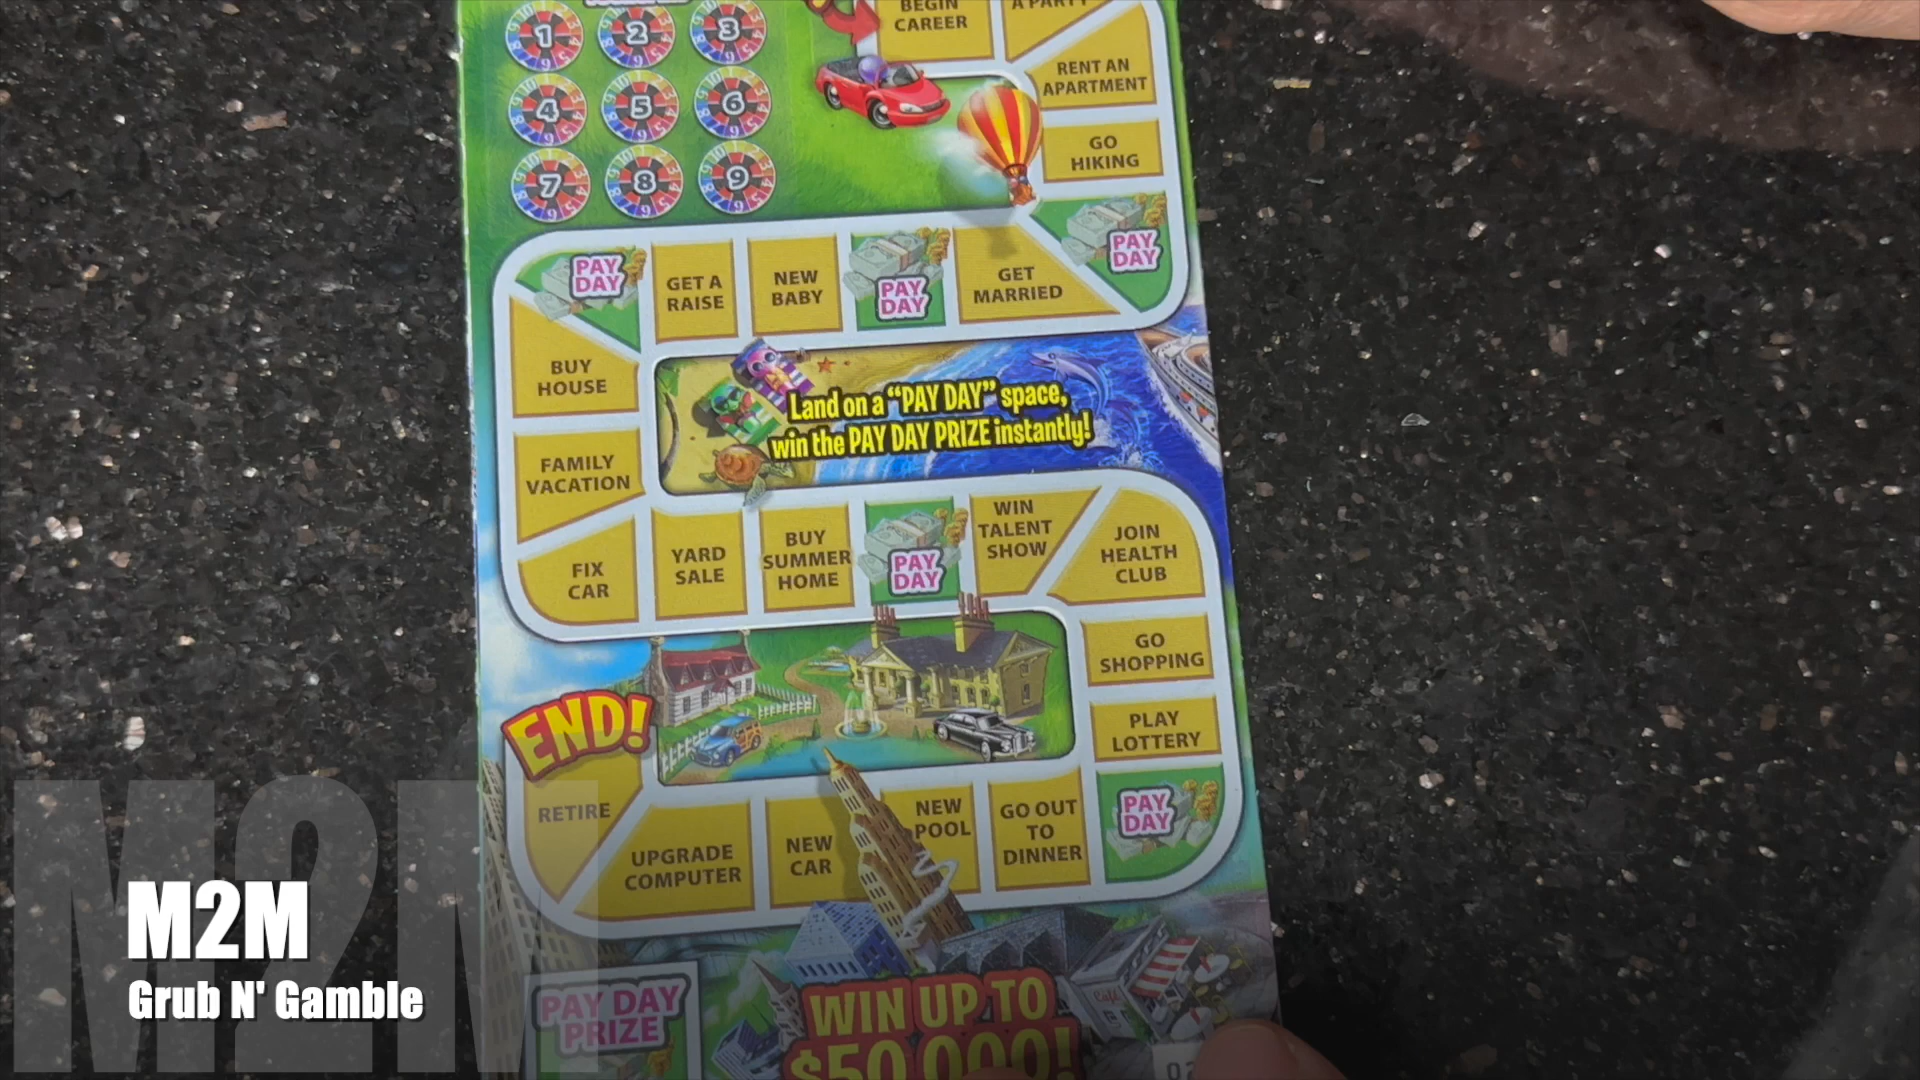 1
2
3
4
5
6
7
8
9
BEGIN
CAREER
A PARTY
RENT AN
APARTMENT
GO
HIKING
PAY
DAY
GET
MARRIED
PAY
DAY
NEW
BABY
GET A
RAISE
PAY
DAY
BUY
HOUSE
Land on a “PAY DAY” space,
win the PAY DAY PRIZE instantly!
FAMILY
VACATION
FIX
CAR
YARD
SALE
BUY
SUMMER
HOME
PAY
DAY
WIN
TALENT
SHOW
JOIN
HEALTH
CLUB
GO
SHOPPING
PLAY
LOTTERY
PAY
DAY
GO OUT
TO
DINNER
NEW
POOL
NEW
CAR
UPGRADE
COMPUTER
END!
RETIRE
PAY DAY
PRIZE
WIN UP TO
$50,000!
Café
M2M
M2M
Grub N' Gamble